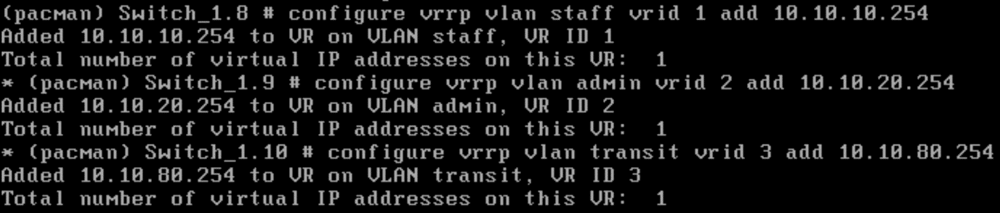 (pacman) Switch_1.8 # configure vrrp vlan staff vrid 1 add 10.10.10.254
Added 10.10.10.254 to VR on VLAN staff, VR ID 1
Total number of virtual IP addresses on this VR:  1
* (pacman) Switch_1.9 # configure vrrp vlan admin vrid 2 add 10.10.20.254
Added 10.10.20.254 to VR on VLAN admin, VR ID 2
Total number of virtual IP addresses on this VR:  1
* (pacman) Switch_1.10 # configure vrrp vlan transit vrid 3 add 10.10.80.254
Added 10.10.80.254 to VR on VLAN transit, VR ID 3
Total number of virtual IP addresses on this VR:  1